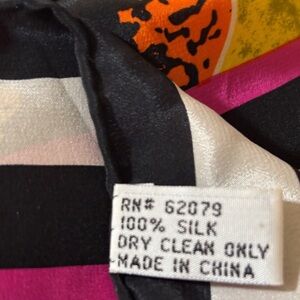 RN# 62079
100% SILK
DRY CLEAN ONLY
MADE IN CHINA